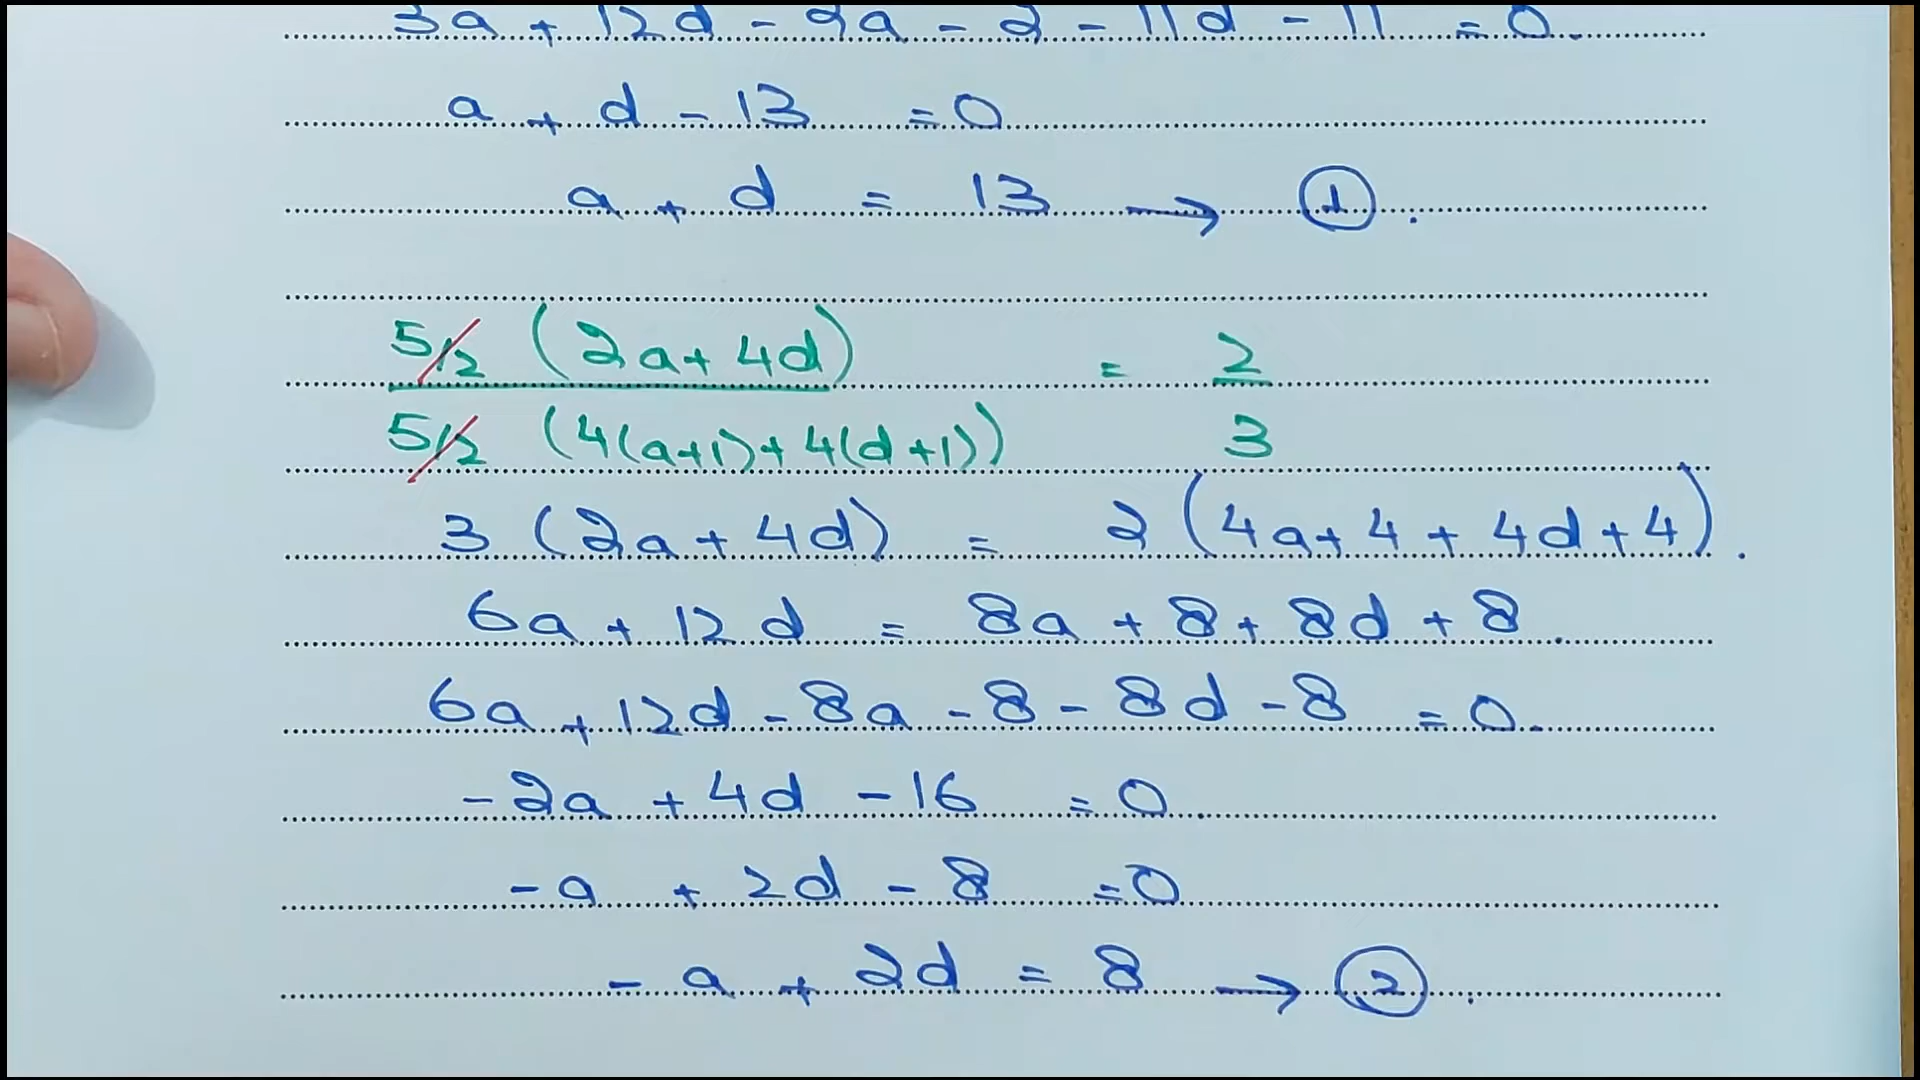 3a + 12d - 2a - 2 - 11d - 11 = 0.
a + d - 13 = 0
a + d = 13 → 1.
5/2 (2a + 4d) = 2
5/2 (4(a+1) + 4(d+1)) 3
3 (2a + 4d) = 2 (4a + 4 + 4d + 4).
6a + 12d = 8a + 8 + 8d + 8.
6a + 12d - 8a - 8 - 8d - 8 = 0.
-2a + 4d - 16 = 0.
-a + 2d - 8 = 0
-a + 2d = 8 → 2.